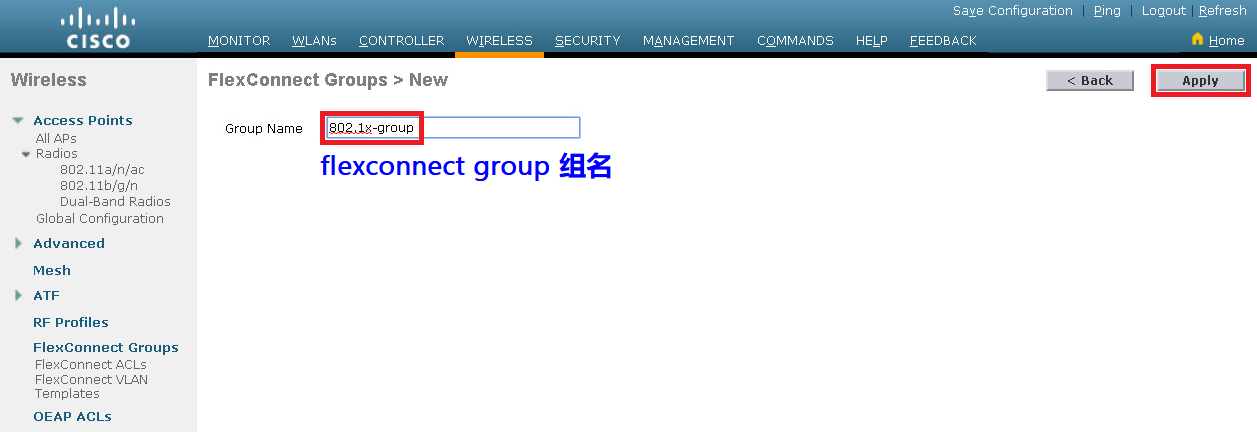 Save Configuration | Ping | Logout | Refresh
CISCO
MONITOR WLANs CONTROLLER WIRELESS SECURITY MANAGEMENT COMMANDS HELP FEEDBACK Home
Wireless
FlexConnect Groups > New
< Back
Apply
Access Points
All APs
Radios
802.11a/n/ac
802.11b/g/n
Dual-Band Radios
Global Configuration
Advanced
Mesh
ATF
RF Profiles
FlexConnect Groups
FlexConnect ACLs
FlexConnect VLAN
Templates
OEAP ACLs
Group Name 802.1x-group
flexconnect group 组名